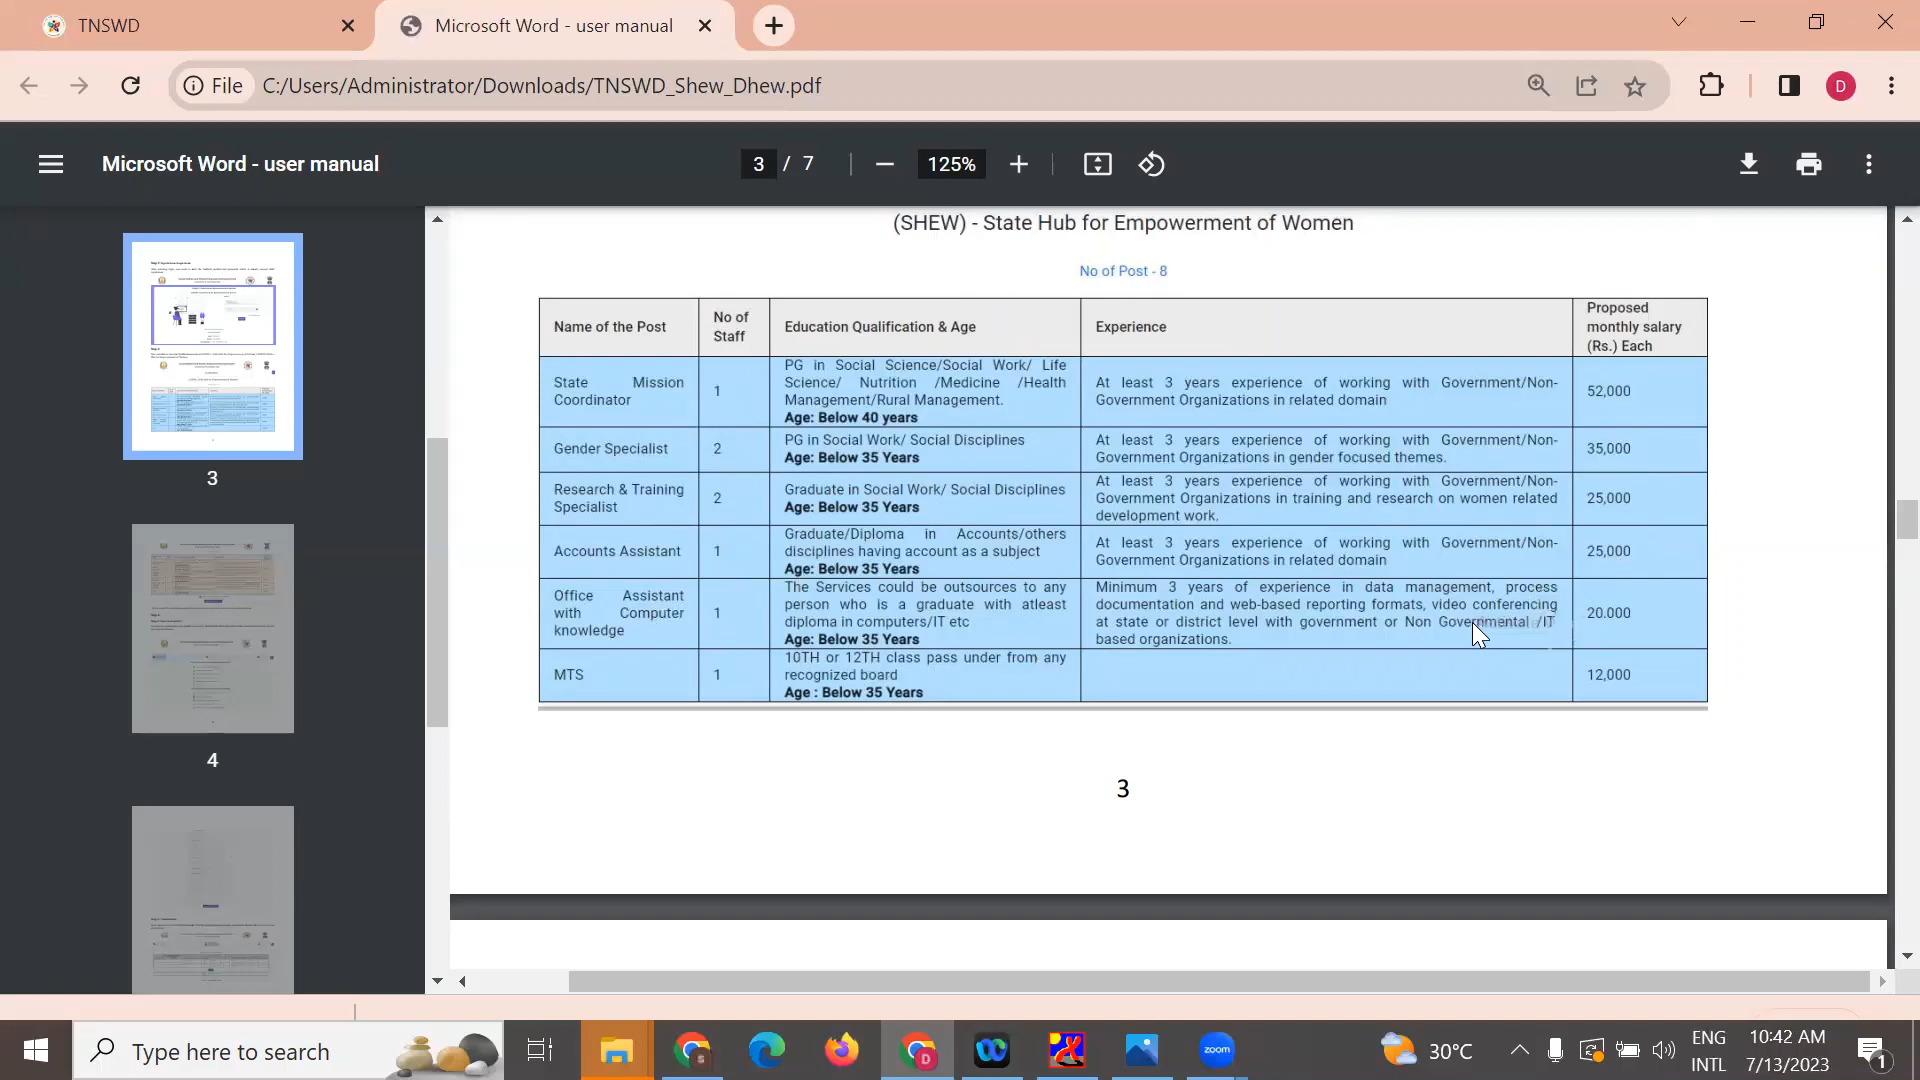 TNSWD
Microsoft Word - user manual
File
C:/Users/Administrator/Downloads/TNSWD_Shew_Dhew.pdf
D
Microsoft Word - user manual
3 / 7
125%
3
4
(SHEW) - State Hub for Empowerment of Women
No of Post - 8
Name of the Post
No of
Staff
Education Qualification & Age
Experience
Proposed
monthly salary
(Rs.) Each
State Mission
Coordinator
1
PG in Social Science/Social Work/ Life
Science/ Nutrition /Medicine /Health
Management/Rural Management.
Age: Below 40 years
At least 3 years experience of working with Government/Non-
Government Organizations in related domain
52,000
Gender Specialist
2
PG in Social Work/ Social Disciplines
Age: Below 35 Years
At least 3 years experience of working with Government/Non-
Government Organizations in gender focused themes.
35,000
Research & Training
Specialist
2
Graduate in Social Work/ Social Disciplines
Age: Below 35 Years
At least 3 years experience of working with Government/Non-
Government Organizations in training and research on women related
development work.
25,000
Accounts Assistant
1
Graduate/Diploma in Accounts/others
disciplines having account as a subject
Age: Below 35 Years
At least 3 years experience of working with Government/Non-
Government Organizations in related domain
25,000
Office Assistant
with Computer
knowledge
1
The Services could be outsources to any
person who is a graduate with atleast
diploma in computers/IT etc
Age: Below 35 Years
Minimum 3 years of experience in data management, process
documentation and web-based reporting formats, video conferencing
at state or district level with government or Non Governmental /IT
based organizations.
20.000
MTS
1
10TH or 12TH class pass under from any
recognized board
Age : Below 35 Years
12,000
3
Type here to search
S
D
zoom
30°C
ENG
INTL
10:42 AM
7/13/2023
1